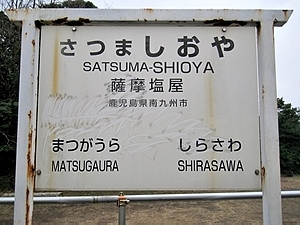 さつましおや
SATSUMA-SHIOYA
薩摩塩屋
鹿児島県南九州市
まつがうら しらさわ
MATSUGAURA SHIRASAWA